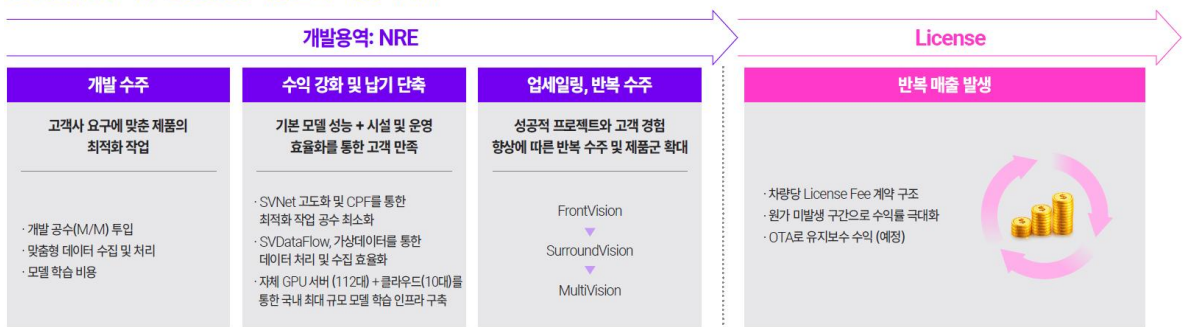 개발용역: NRE
License
개발 수주
고객사 요구에 맞춘 제품의
최적화 작업
· 개발 공수(M/M) 투입
· 맞춤형 데이터 수집 및 처리
· 모델 학습 비용
수익 강화 및 납기 단축
기본 모델 성능 + 시설 및 운영
효율화를 통한 고객 만족
· SVNet 고도화 및 CPF를 통한
최적화 작업 공수 최소화
· SVDataFlow, 가상데이터를 통한
데이터 처리 및 수집 효율화
· 자체 GPU 서버 (112대) + 클라우드(10대)를
통한 국내 최대 규모 모델 학습 인프라 구축
업세일링, 반복 수주
성공적 프로젝트와 고객 경험
향상에 따른 반복 수주 및 제품군 확대
FrontVision
SurroundVision
MultiVision
반복 매출 발생
· 차량당 License Fee 계약 구조
· 원가 미발생 구간으로 수익률 극대화
· OTA로 유지보수 수익 (예정)